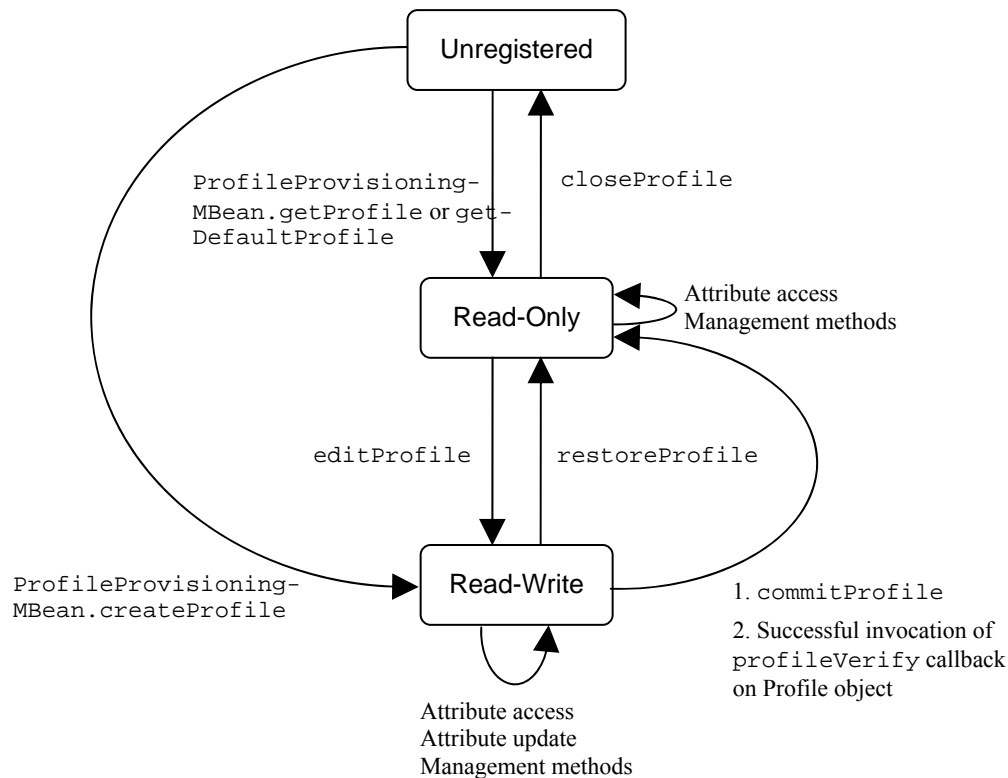 Unregistered
ProfileProvisioning-
MBean.getProfile or get-
DefaultProfile
closeProfile
Read-Only
Attribute access
Management methods
editProfile
restoreProfile
ProfileProvisioning-
MBean.createProfile
Read-Write
1. commitProfile
2. Successful invocation of
profileVerify callback
on Profile object
Attribute access
Attribute update
Management methods